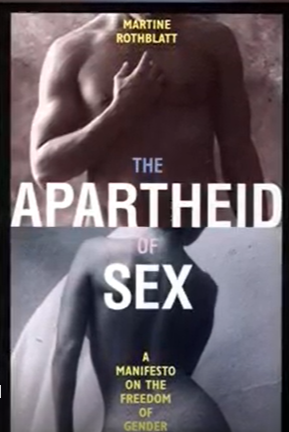 MARTINE
ROTHBLATT
THE
APARTHEID
OF
SEX
A
MANIFESTO
ON THE
FREEDOM
OF
GENDER